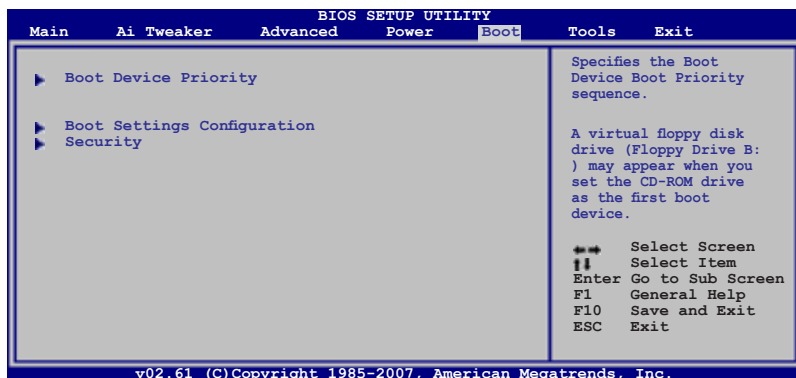 BIOS SETUP UTILITY
Main Ai Tweaker Advanced Power Boot Tools Exit
Boot Device Priority
Boot Settings Configuration
Security
Specifies the Boot
Device Boot Priority
sequence.
A virtual floppy disk
drive (Floppy Drive B:
) may appear when you
set the CD-ROM drive
as the first boot
device.
Select Screen
Select Item
Enter Go to Sub Screen
F1 General Help
F10 Save and Exit
ESC Exit
v02.61 (C)Copyright 1985-2007, American Megatrends, Inc.